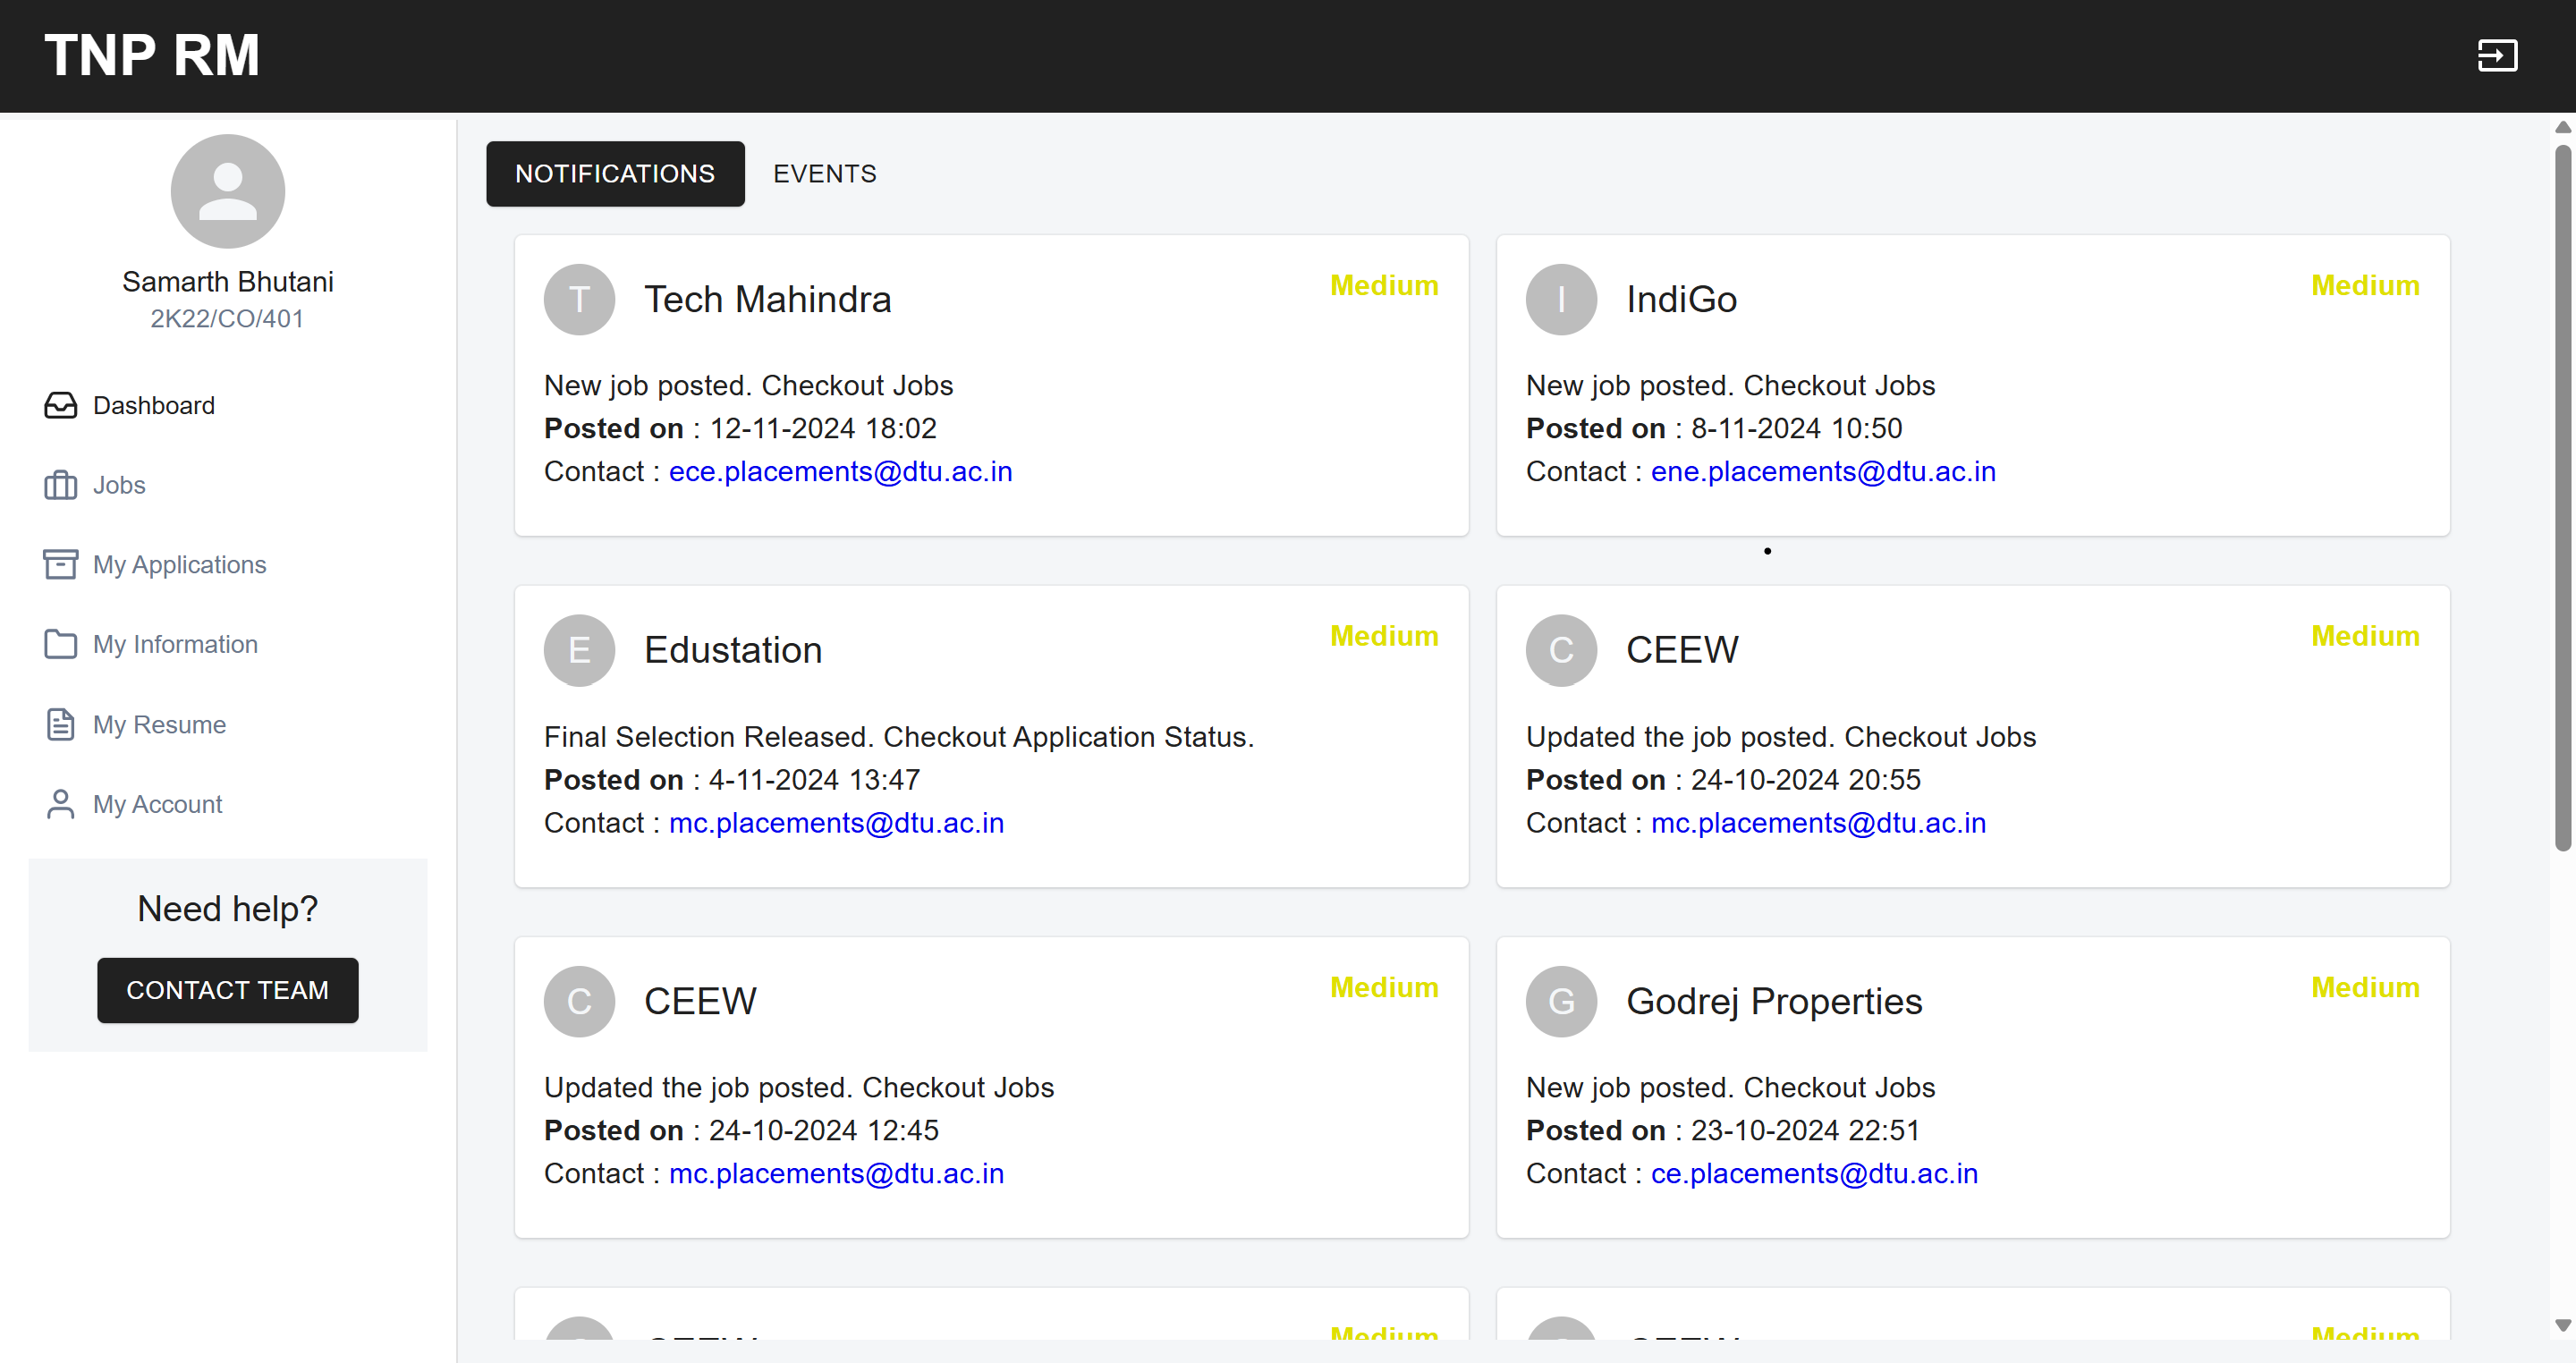 TNP RM
Samarth Bhutani
2K22/CO/401
Dashboard
Jobs
My Applications
My Information
My Resume
My Account
Need help?
CONTACT TEAM
NOTIFICATIONS
EVENTS
T
Tech Mahindra
Medium
New job posted. Checkout Jobs
Posted on : 12-11-2024 18:02
Contact : ece.placements@dtu.ac.in
I
IndiGo
Medium
New job posted. Checkout Jobs
Posted on : 8-11-2024 10:50
Contact : ene.placements@dtu.ac.in
E
Edustation
Medium
Final Selection Released. Checkout Application Status.
Posted on : 4-11-2024 13:47
Contact : mc.placements@dtu.ac.in
C
CEEW
Medium
Updated the job posted. Checkout Jobs
Posted on : 24-10-2024 20:55
Contact : mc.placements@dtu.ac.in
C
CEEW
Medium
Updated the job posted. Checkout Jobs
Posted on : 24-10-2024 12:45
Contact : mc.placements@dtu.ac.in
G
Godrej Properties
Medium
New job posted. Checkout Jobs
Posted on : 23-10-2024 22:51
Contact : ce.placements@dtu.ac.in
Medium
Medium